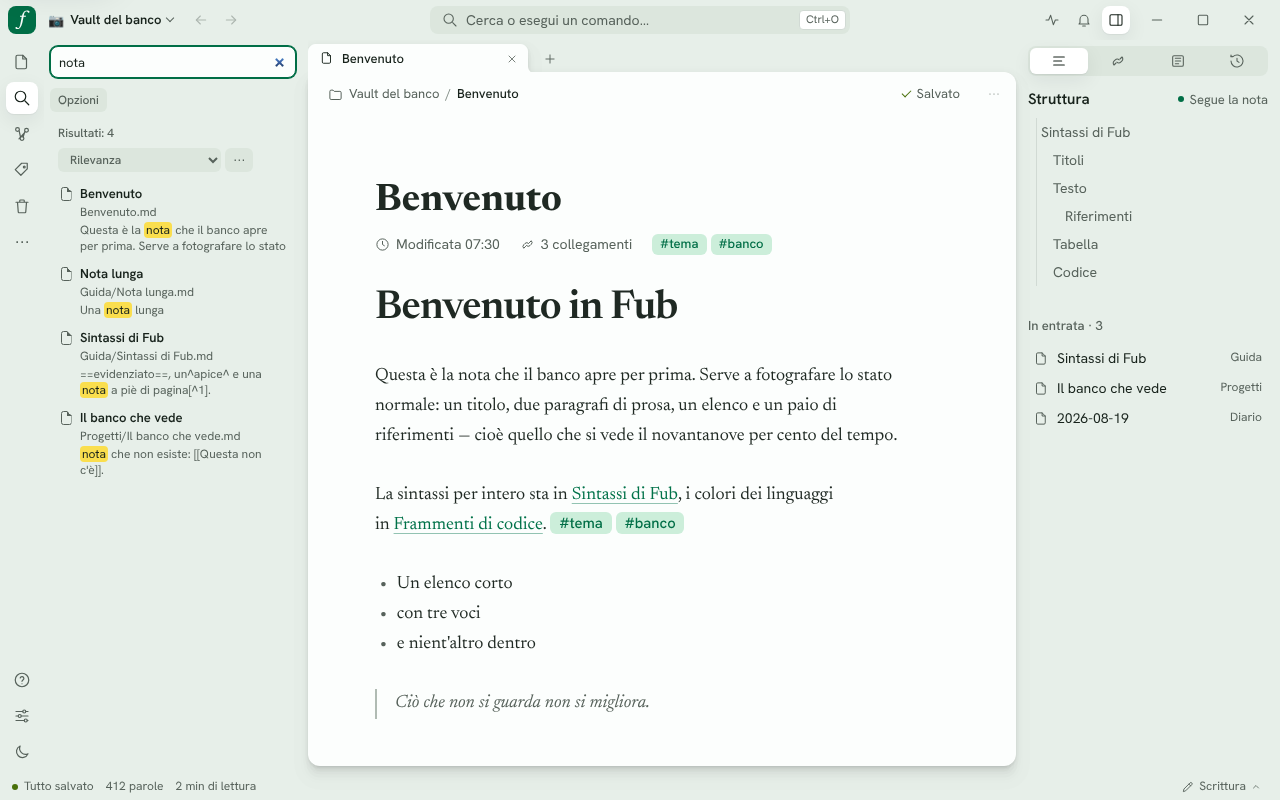 Vault del banco
Cerca o esegui un comando…
Ctrl+O
nota
Opzioni
Risultati: 4
Rilevanza
Benvenuto
Benvenuto.md
Questa è la nota che il banco apre
per prima. Serve a fotografare lo stato
Nota lunga
Guida/Nota lunga.md
Una nota lunga
Sintassi di Fub
Guida/Sintassi di Fub.md
==evidenziato==, un^apice^ e una
nota a piè di pagina[^1].
Il banco che vede
Progetti/Il banco che vede.md
nota che non esiste: [[Questa non
c'è]].
Benvenuto
Vault del banco / Benvenuto
Salvato
Benvenuto
Modificata 07:30
3 collegamenti
#tema #banco
Benvenuto in Fub
Questa è la nota che il banco apre per prima. Serve a fotografare lo stato
normale: un titolo, due paragrafi di prosa, un elenco e un paio di
riferimenti — cioè quello che si vede il novantanove per cento del tempo.
La sintassi per intero sta in Sintassi di Fub, i colori dei linguaggi
in Frammenti di codice. #tema #banco
• Un elenco corto
• con tre voci
• e nient'altro dentro
Ciò che non si guarda non si migliora.
Struttura
Segue la nota
Sintassi di Fub
Titoli
Testo
Riferimenti
Tabella
Codice
In entrata · 3
Sintassi di Fub Guida
Il banco che vede Progetti
2026-08-19 Diario
Tutto salvato
412 parole
2 min di lettura
Scrittura